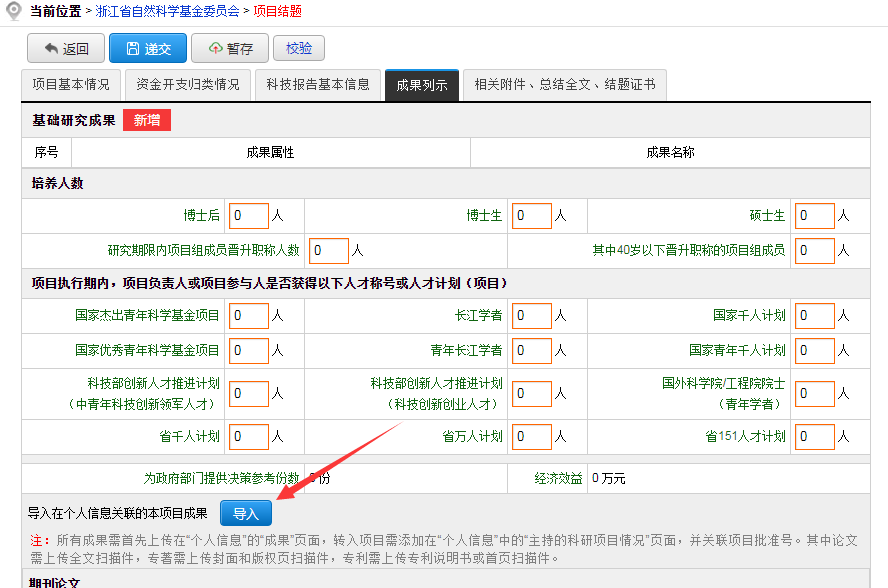 当前位置 > 浙江省自然科学基金委员会 > 项目结题
返回 递交 暂存 校验
项目基本情况 资金开支归类情况 科技报告基本信息 成果列示 相关附件、总结全文、结题证书
基础研究成果 新增
序号 成果属性 成果名称
培养人数
博士后 0 人 博士生 0 人 硕士生 0 人
研究期限内项目组成员晋升职称人数 0 人 其中40岁以下晋升职称的项目组成员 0 人
项目执行期内，项目负责人或项目参与人是否获得以下人才称号或人才计划（项目）
国家杰出青年科学基金项目 0 人 长江学者 0 人 国家千人计划 0 人
国家优秀青年科学基金项目 0 人 青年长江学者 0 人 国家青年千人计划 0 人
科技部创新人才推进计划 科技部创新人才推进计划 国外科学院/工程院院士
（中青年科技创新领军人才） 0 人 （科技创新创业人才） 0 人 （青年学者） 0 人
省千人计划 0 人 省万人计划 0 人 省151人才计划 0 人
为政府部门提供决策参考份数 0 份 经济效益 0 万元
导入在个人信息关联的本项目成果 导入
注：所有成果需首先上传在“个人信息”的“成果”页面，转入项目需添加在“个人信息”中的“主持的科研项目情况”页面，并关联项目批准号。其中论文
需上传全文扫描件，专著需上传封面和版权页扫描件，专利需上传专利说明书或首页扫描件。
期刊论文